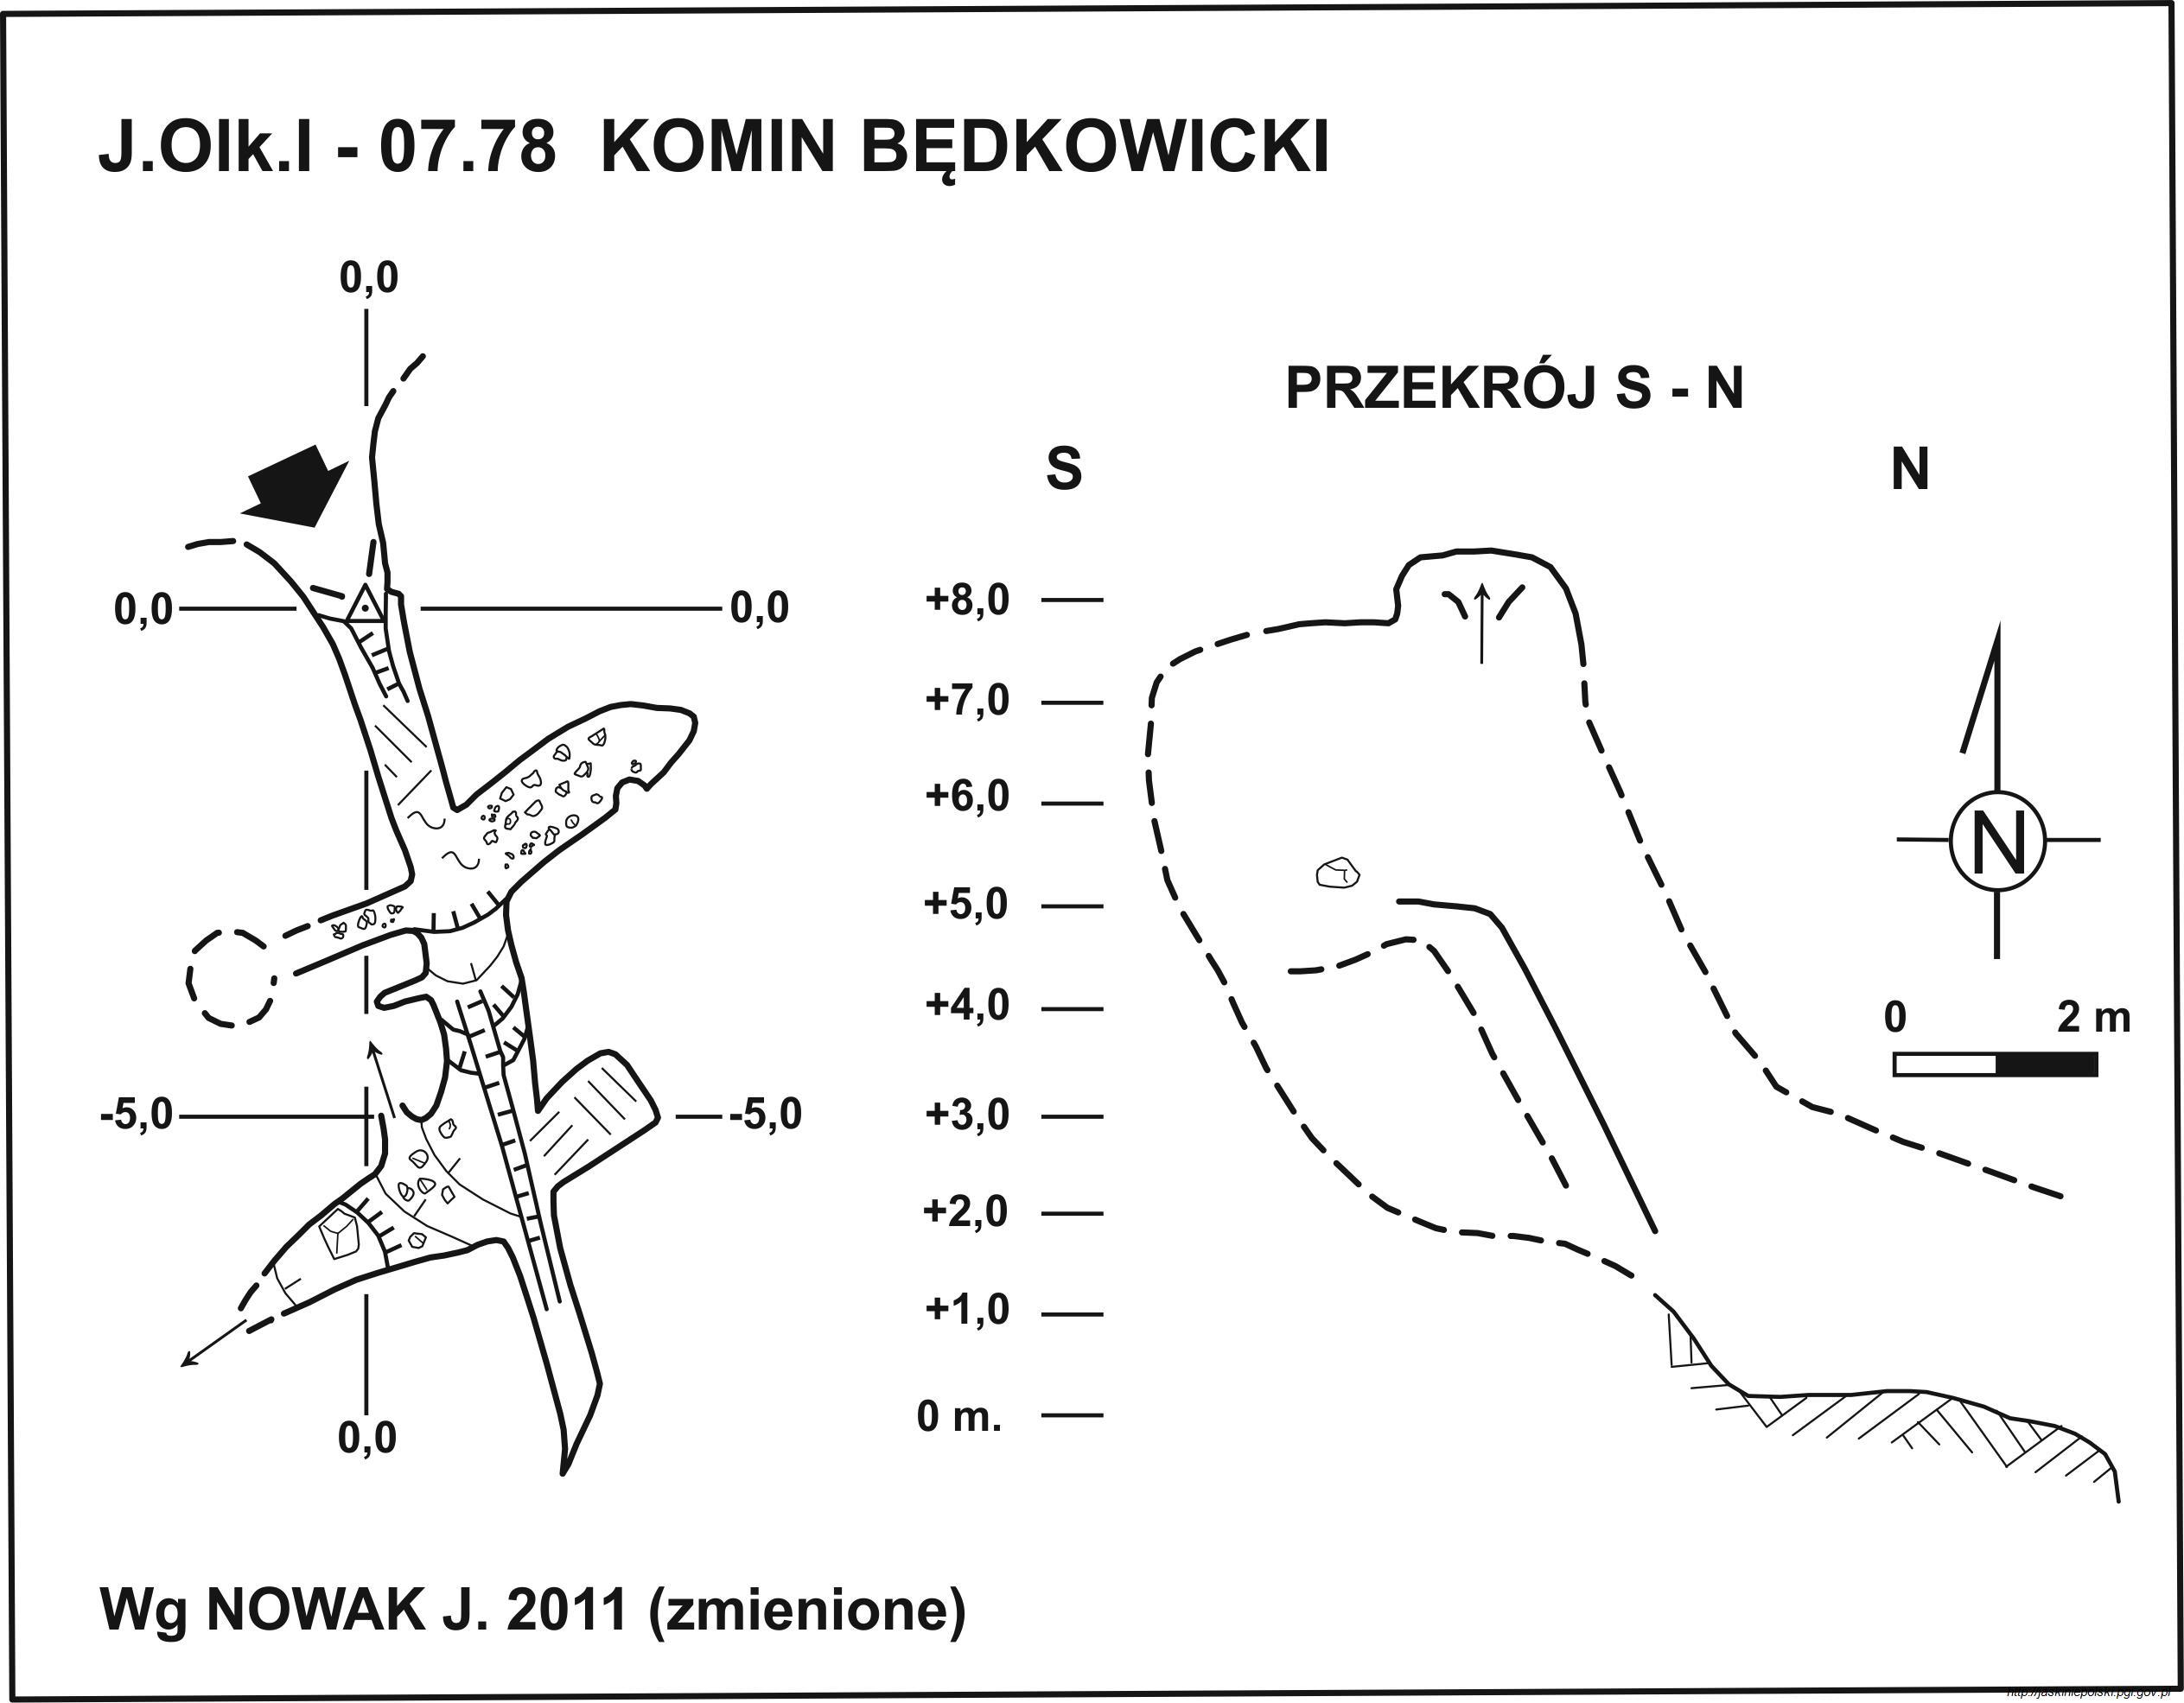 J.Olk.I - 07.78 KOMIN BĘDKOWICKI
0,0
PRZEKRÓJ S - N
S N
0,0 0,0
+8,0
+7,0
+6,0
+5,0
+4,0
N
0 2 m
-5,0 -5,0
+3,0
+2,0
+1,0
0 m.
0,0
Wg NOWAK J. 2011 (zmienione)
http://jaskiniepolski.pgi.gov.pl